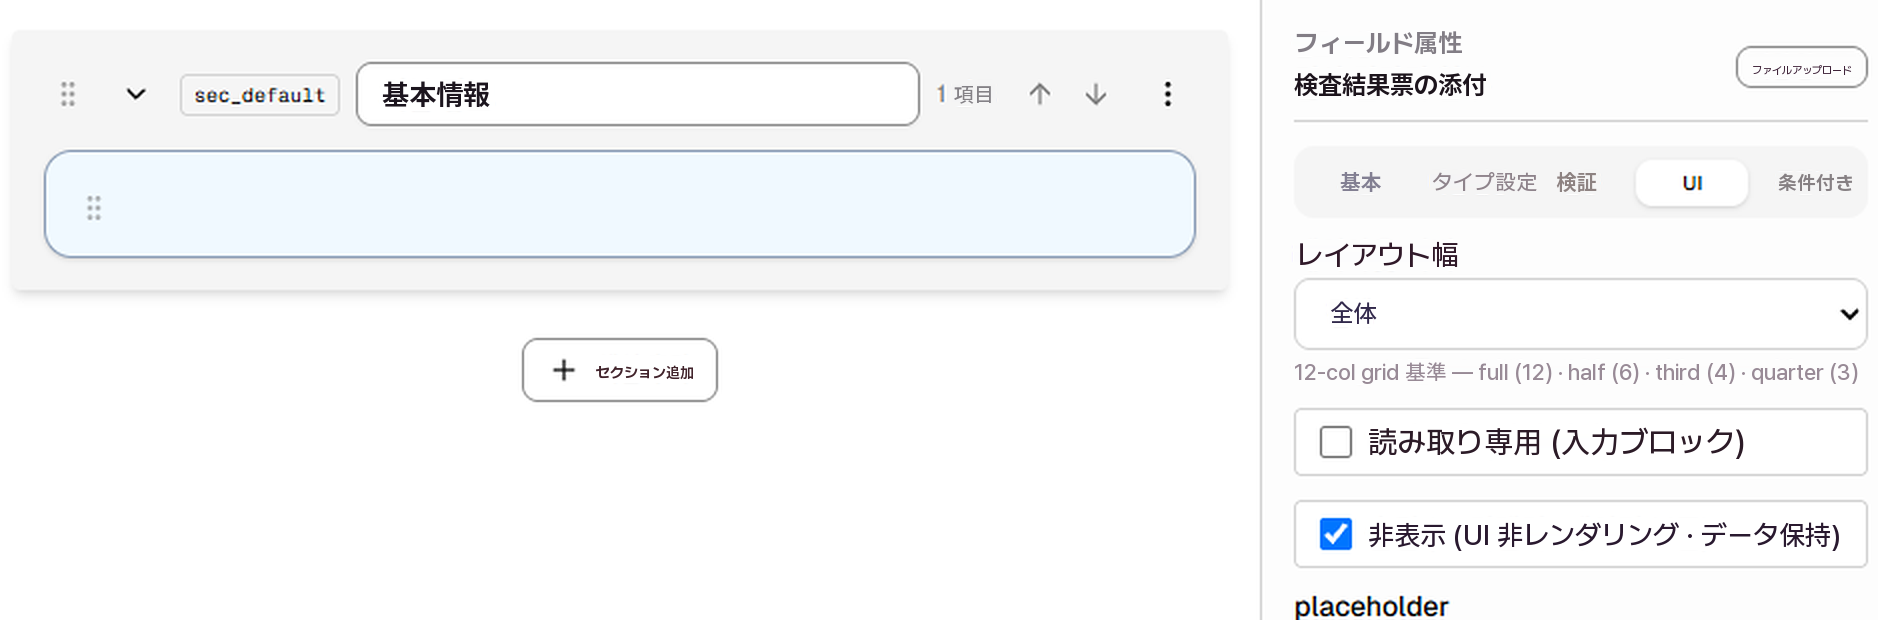 sec_default
基本情報
1 項目
セクション追加
フィールド属性
検査結果票の添付
ファイルアップロード
基本 タイプ設定 検証 UI 条件付き
レイアウト幅
全体
12-col grid 基準 — full (12) · half (6) · third (4) · quarter (3)
読み取り専用 (入力ブロック)
非表示 (UI 非レンダリング · データ保持)
placeholder